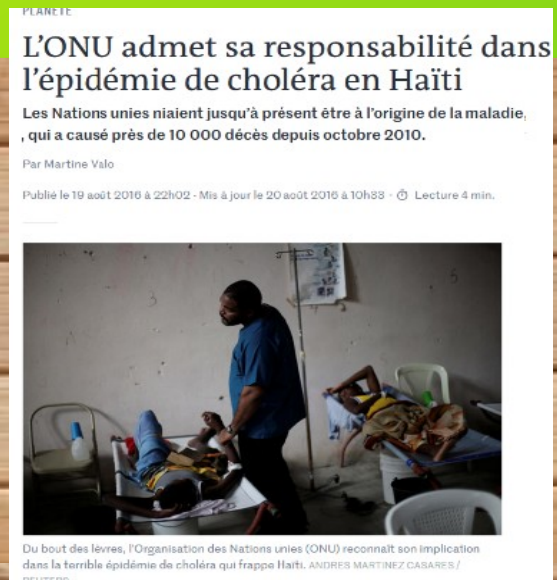 PLANÈTE
L’ONU admet sa responsabilité dans
l’épidémie de choléra en Haïti
Les Nations unies niaient jusqu’à présent être à l’origine de la maladie,
, qui a causé près de 10 000 décès depuis octobre 2010.
Par Martine Valo
Publié le 19 août 2016 à 22h02 - Mis à jour le 20 août 2016 à 10h33 · Lecture 4 min.
Du bout des lèvres, l’Organisation des Nations unies (ONU) reconnaît son implication
dans la terrible épidémie de choléra qui frappe Haïti. ANDRES MARTINEZ CASARES /
REUTERS